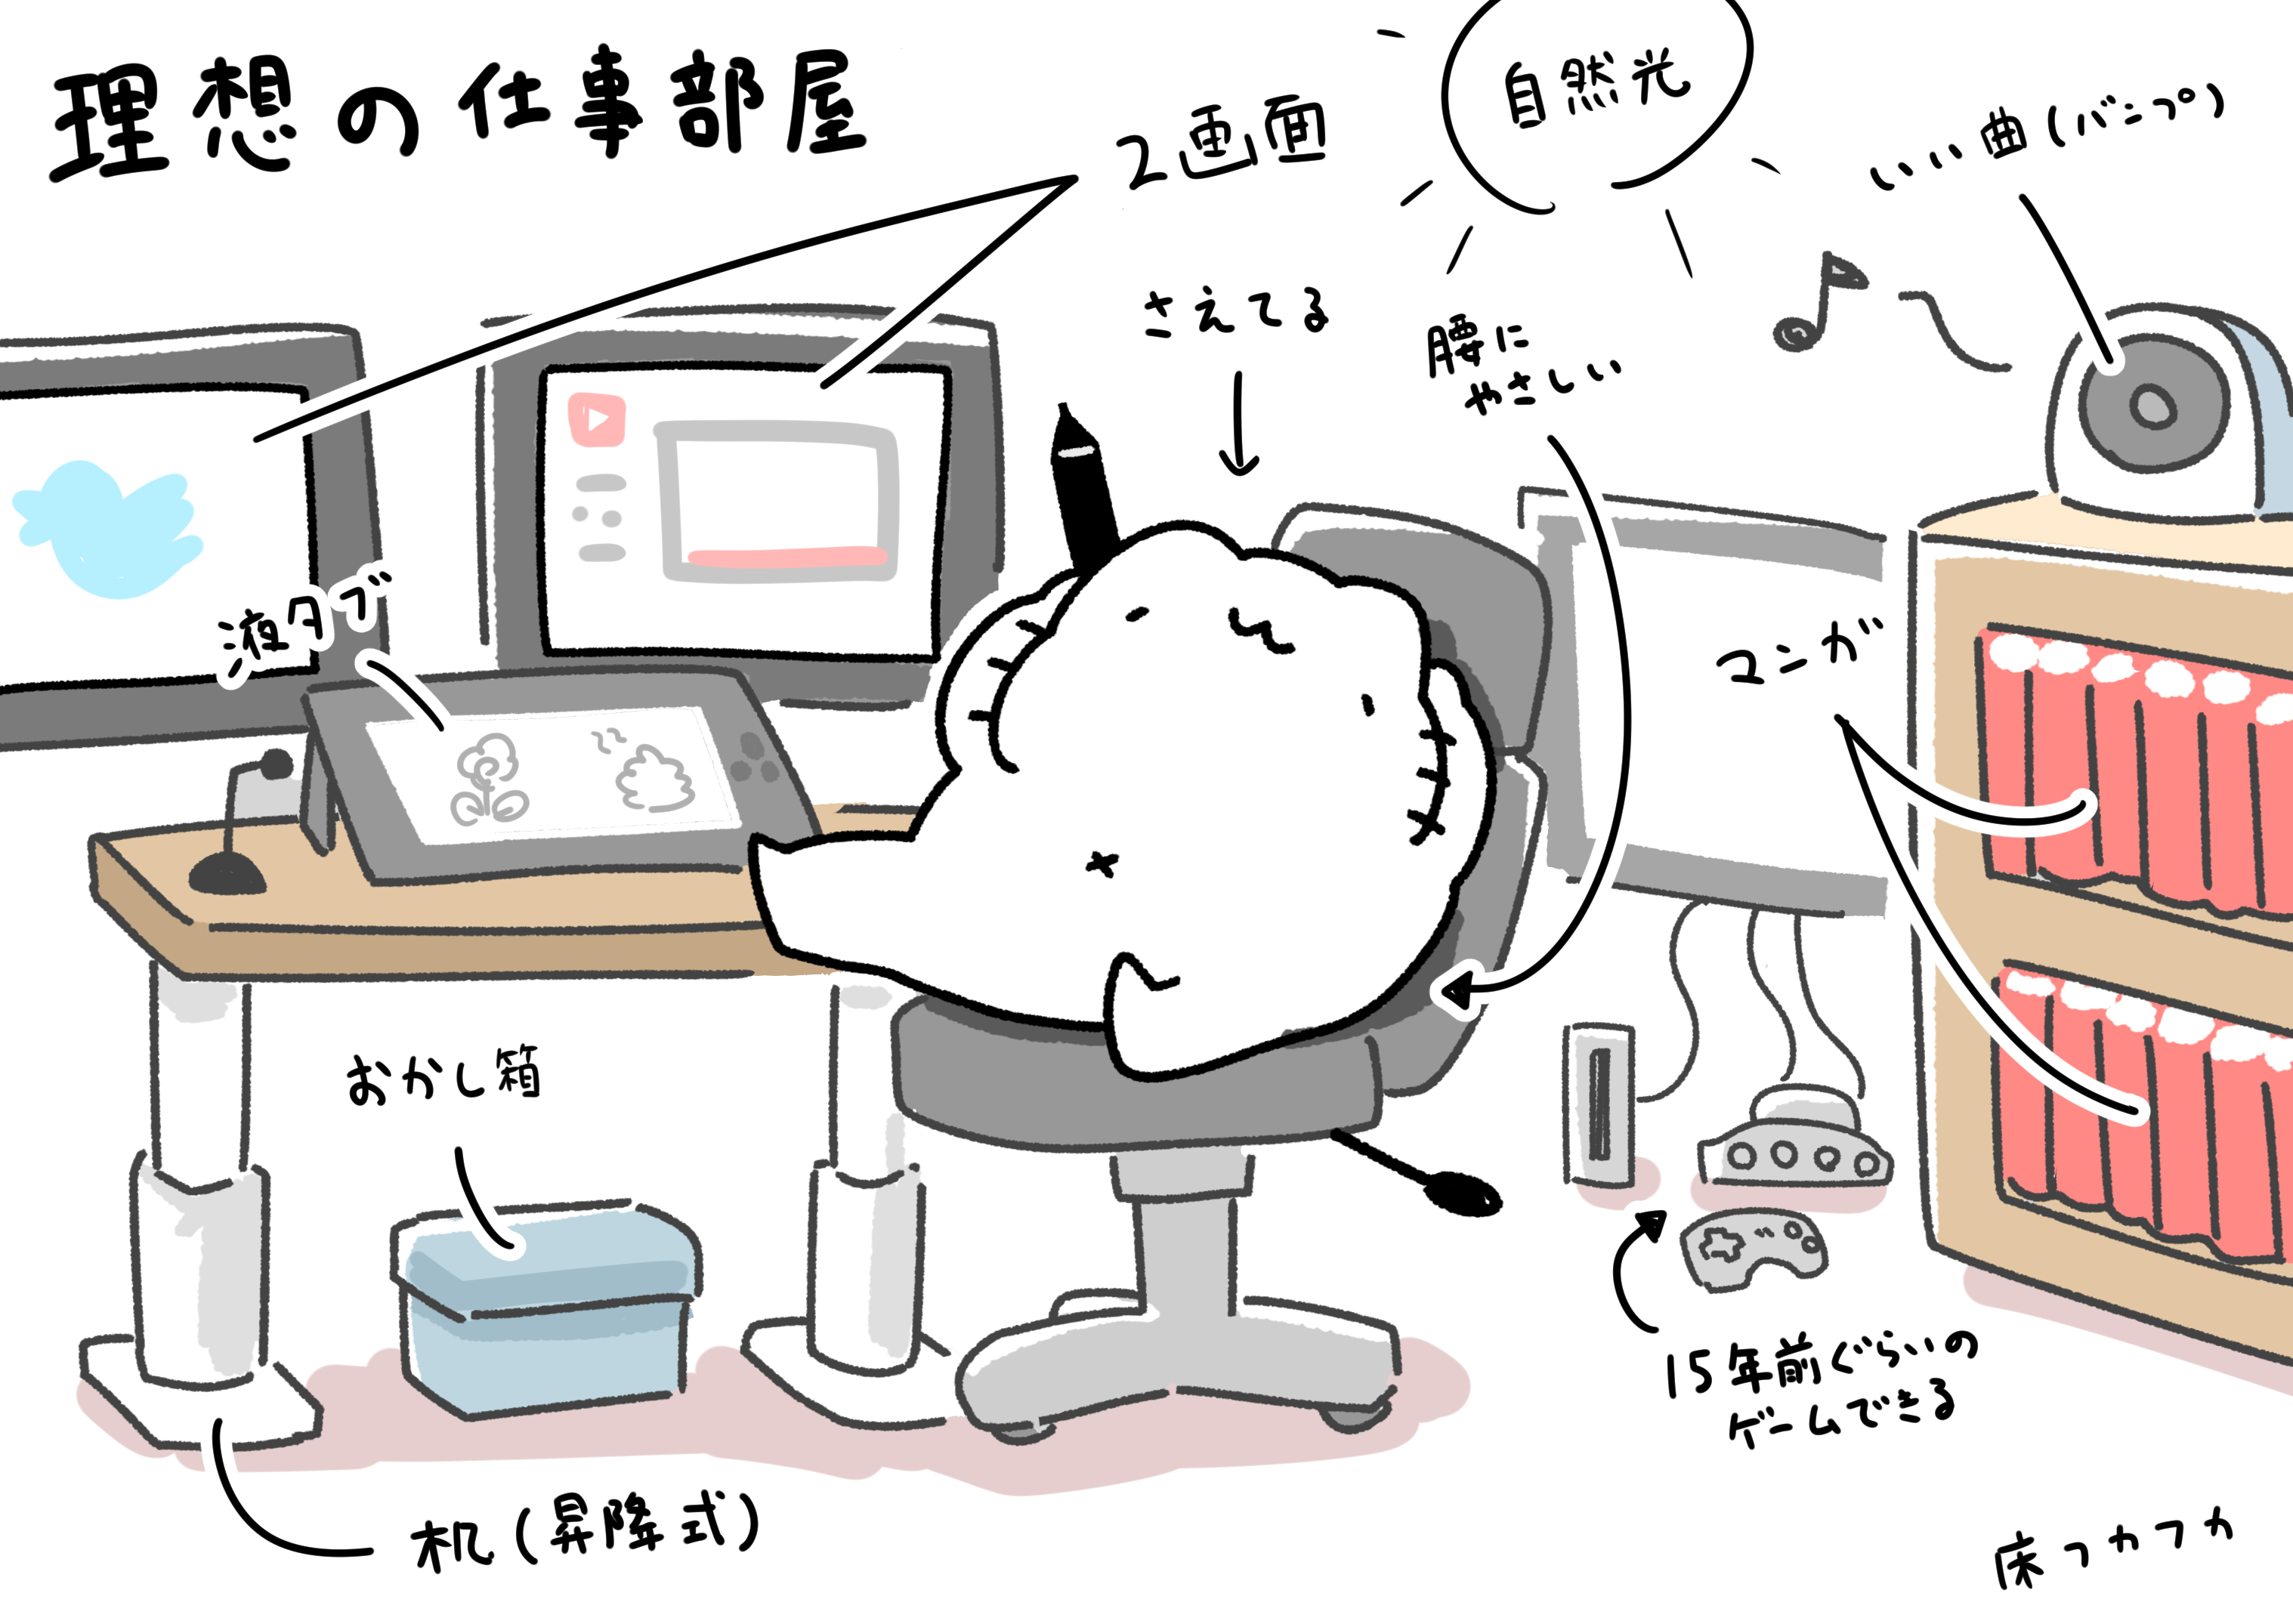 理想の仕事部屋
2画面
自然光
いい曲(バンプ)
さえてる
腰に
やさしい
液タブ
マンガ
おかし箱
15年前ぐらいの
ゲームできる
机(昇降式)
床フカフカ